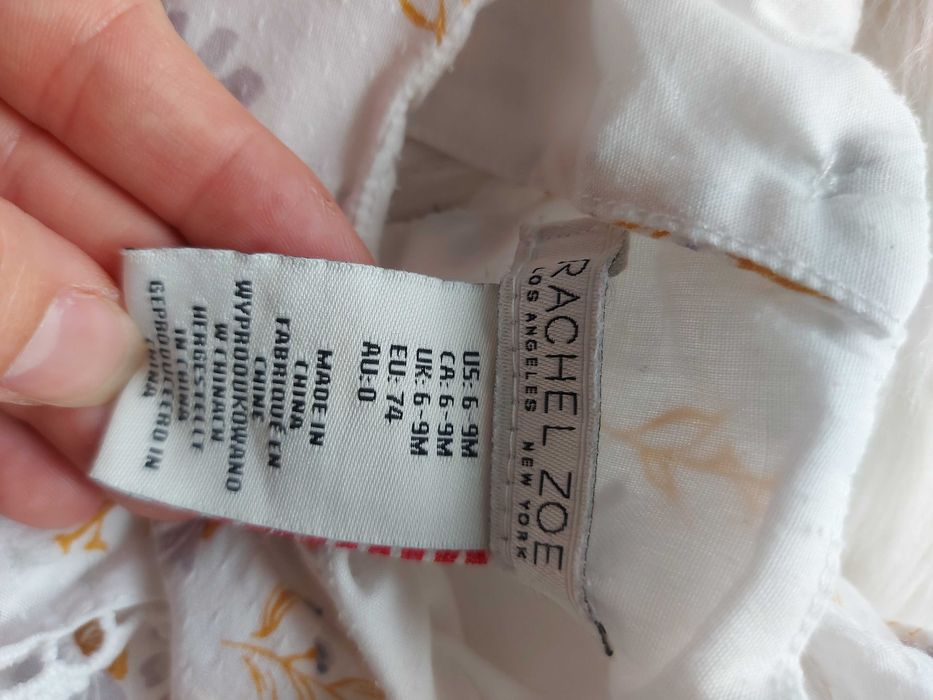 RACHEL ZOE
LOS ANGELES NEW YORK
US: 6-9M
CA: 6-9M
UK: 6-9M
EU: 74
AU: 0
MADE IN
CHINA
FABRIQUÉ EN
CHINE
WYPRODUKOWANO
W CHINACH
HERGESTELLT
IN CHINA
GEPRODUCEERD IN
CHINA